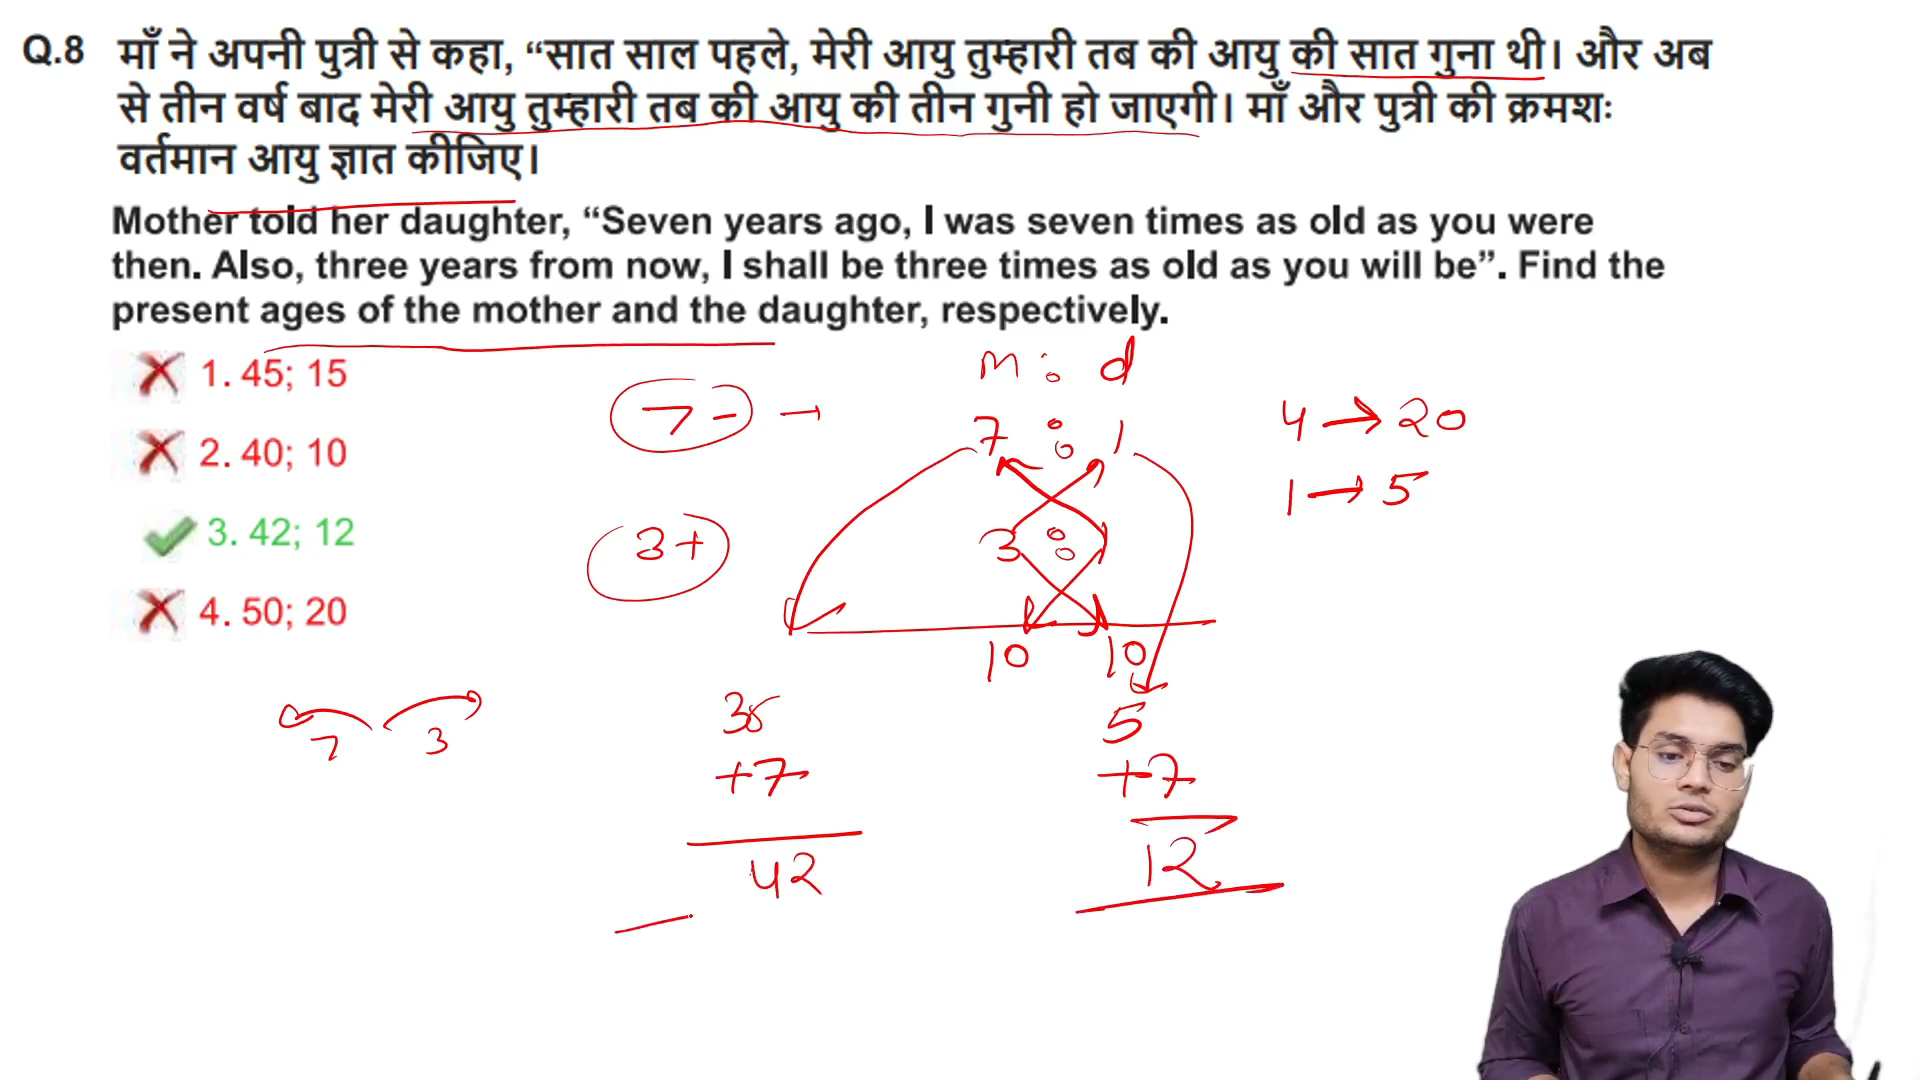 Q.8 माँ ने अपनी पुत्री से कहा, “सात साल पहले, मेरी आयु तुम्हारी तब की आयु की सात गुना थी। और अब
से तीन वर्ष बाद मेरी आयु तुम्हारी तब की आयु की तीन गुनी हो जाएगी। माँ और पुत्री की क्रमशः
वर्तमान आयु ज्ञात कीजिए।
Mother told her daughter, “Seven years ago, I was seven times as old as you were
then. Also, three years from now, I shall be three times as old as you will be”. Find the
present ages of the mother and the daughter, respectively.
1. 45; 15
2. 40; 10
3. 42; 12
4. 50; 20
m : d
7 - → 7 : 1
3+ 3 : 1
10 10
4 → 20
1 → 5
7 3
35 5
+7 +7
42 12